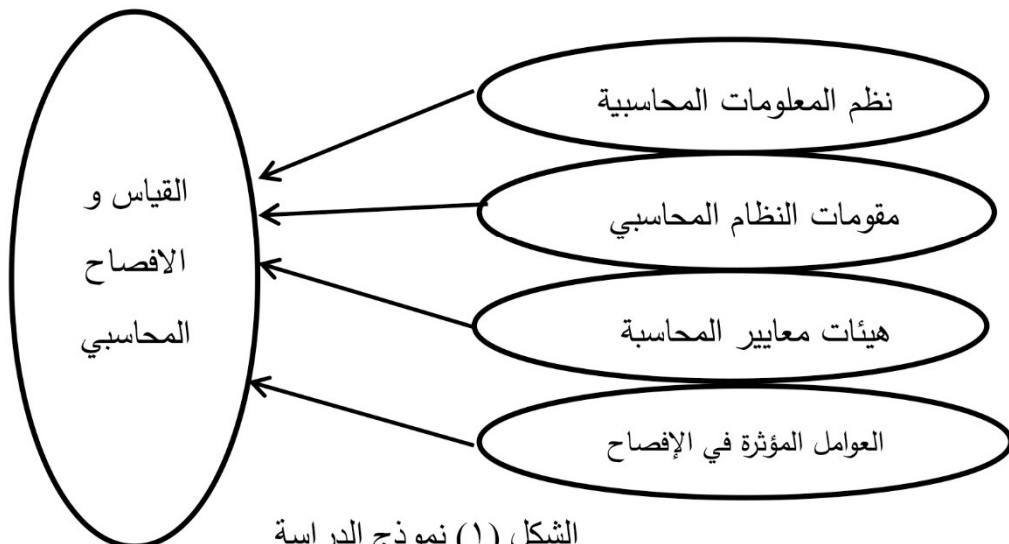 نظم المعلومات المحاسبية
مقومات النظام المحاسبي
هيئات معايير المحاسبة
العوامل المؤثرة في الإفصاح
القياس و
الافصاح
المحاسبي
الشكل (١) نموذج الدراسة